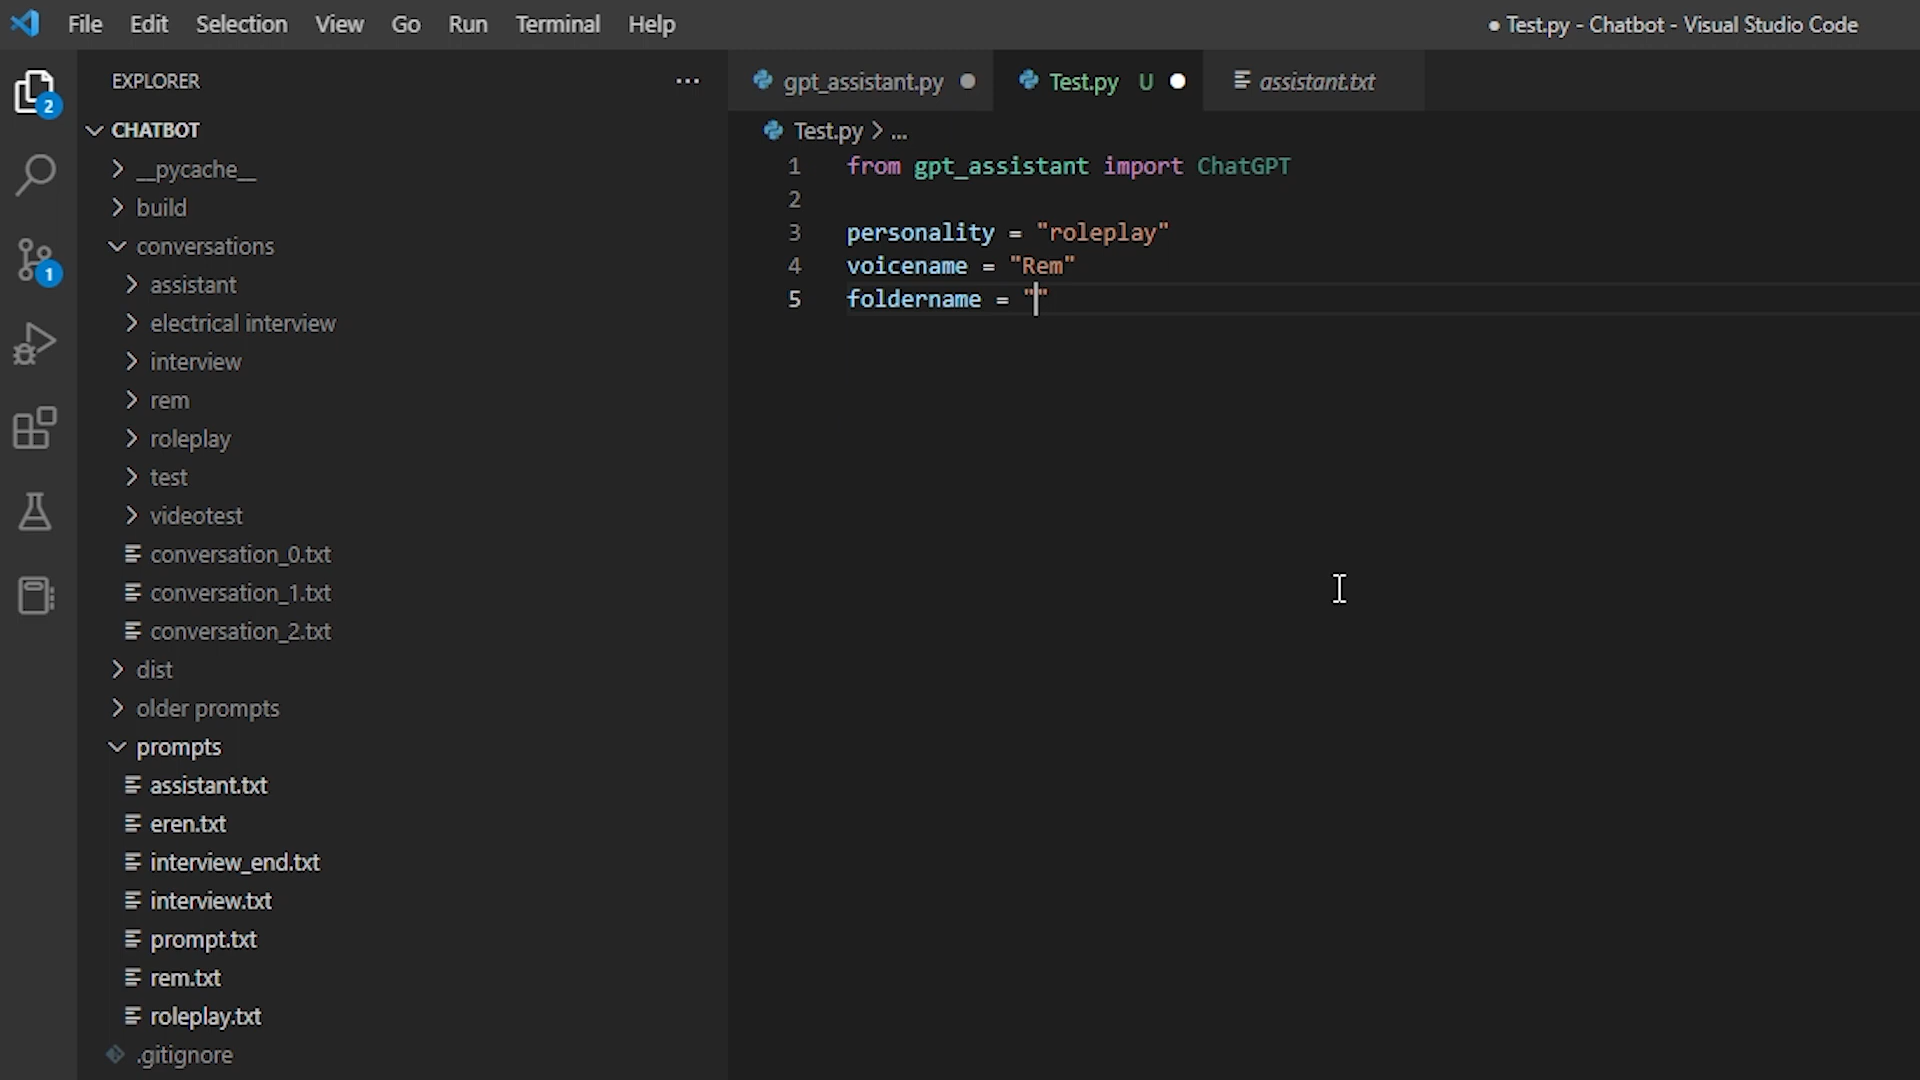 File Edit Selection View Go Run Terminal Help
● Test.py - Chatbot - Visual Studio Code
EXPLORER ...
gpt_assistant.py ●
Test.py U ●
assistant.txt
2
CHATBOT
Test.py > ...
__pycache__
build
conversations
assistant
electrical interview
interview
rem
roleplay
test
videotest
conversation_0.txt
conversation_1.txt
conversation_2.txt
dist
older prompts
prompts
assistant.txt
eren.txt
interview_end.txt
interview.txt
prompt.txt
rem.txt
roleplay.txt
.gitignore
1
1 from gpt_assistant import ChatGPT
2
3 personality = "roleplay"
4 voicename = "Rem"
5 foldername = ""